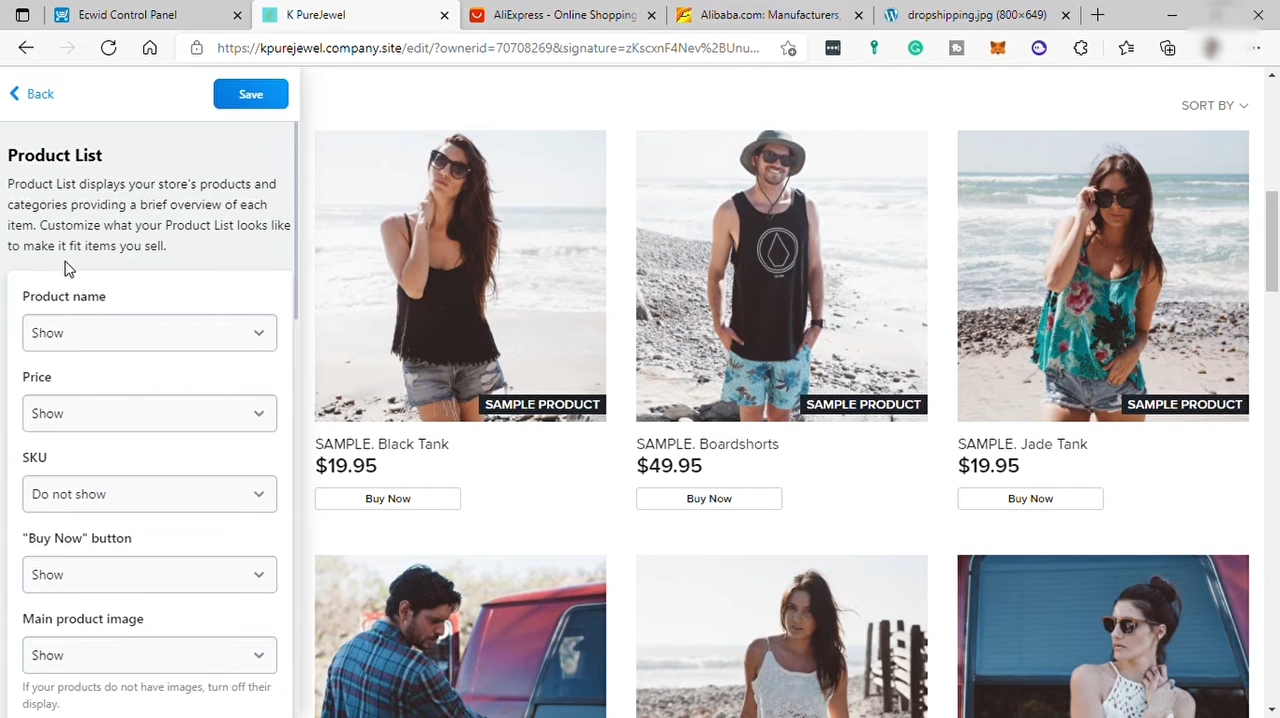 Ecwid Control Panel
K PureJewel
AliExpress - Online Shopping
Alibaba.com: Manufacturers,
dropshipping.jpg (800×649)
https://kpurejewel.company.site/edit/?ownerid=70708269&signature=zKscxnF4Nev%2BUnu...
Back
Save
Product List
Product List displays your store's products and
categories providing a brief overview of each
item. Customize what your Product List looks like
to make it fit items you sell.
Product name
Show
Price
Show
SKU
Do not show
"Buy Now" button
Show
Main product image
Show
If your products do not have images, turn off their
display.
SORT BY
SAMPLE PRODUCT
SAMPLE PRODUCT
SAMPLE PRODUCT
SAMPLE. Black Tank
SAMPLE. Boardshorts
SAMPLE. Jade Tank
$19.95
$49.95
$19.95
Buy Now
Buy Now
Buy Now